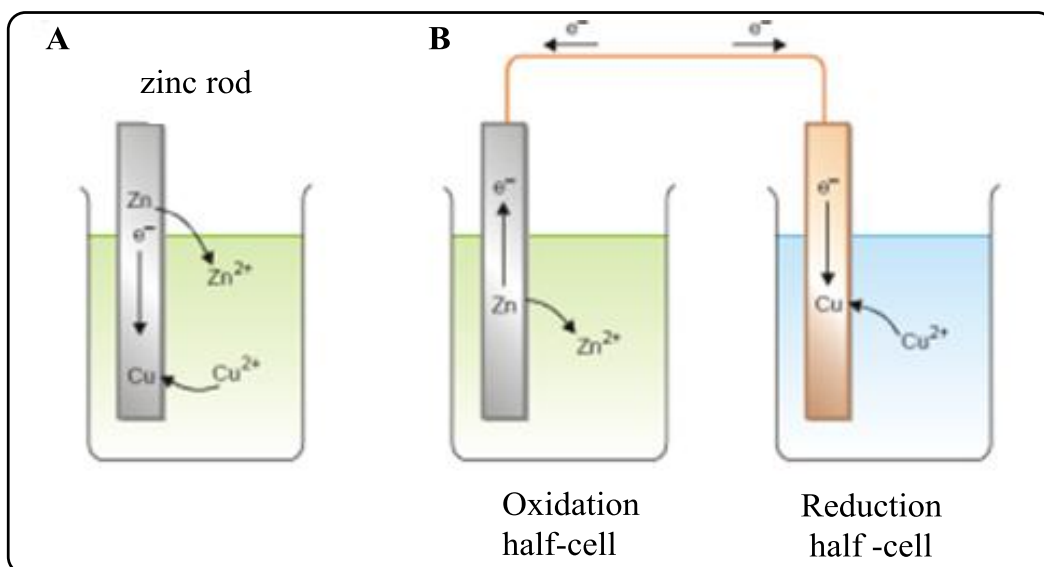 A
B
e⁻
e⁻
zinc rod
Zn
e⁻
Zn²⁺
Cu
Cu²⁺
e⁻
Zn
Zn²⁺
e⁻
Cu
Cu²⁺
Oxidation
half-cell
Reduction
half -cell